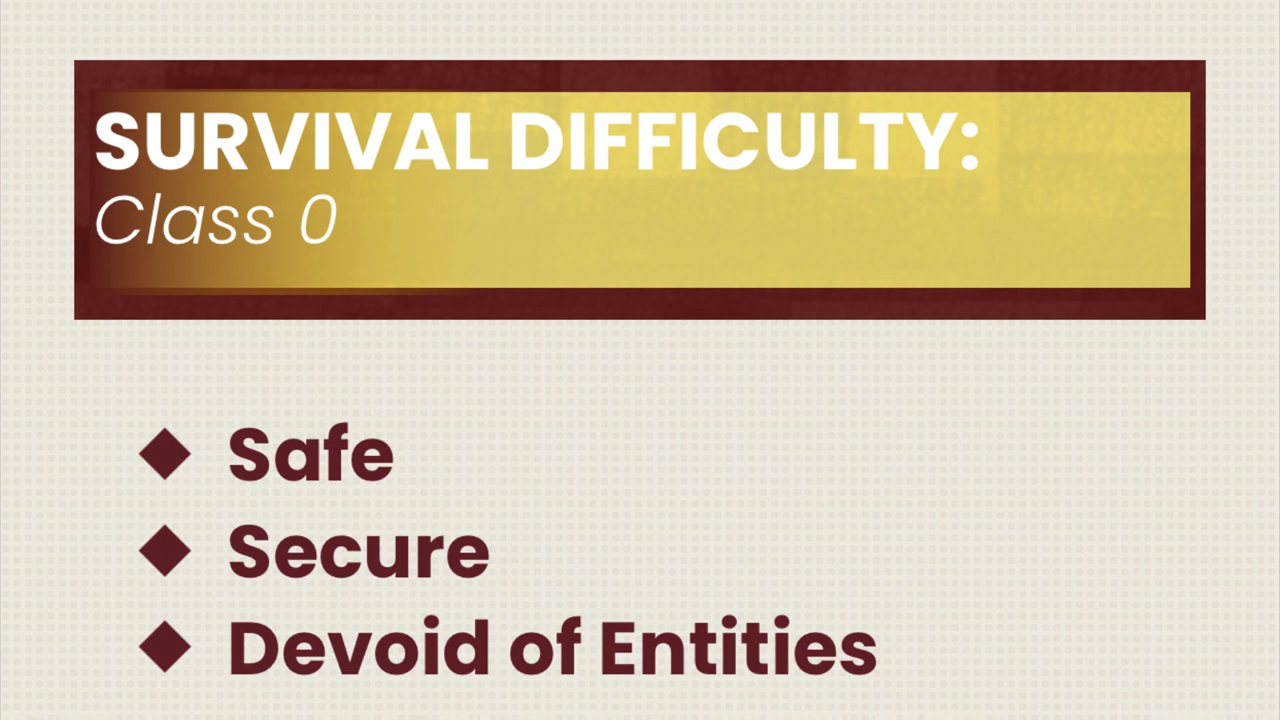 SURVIVAL DIFFICULTY:
Class 0
Safe
Secure
Devoid of Entities